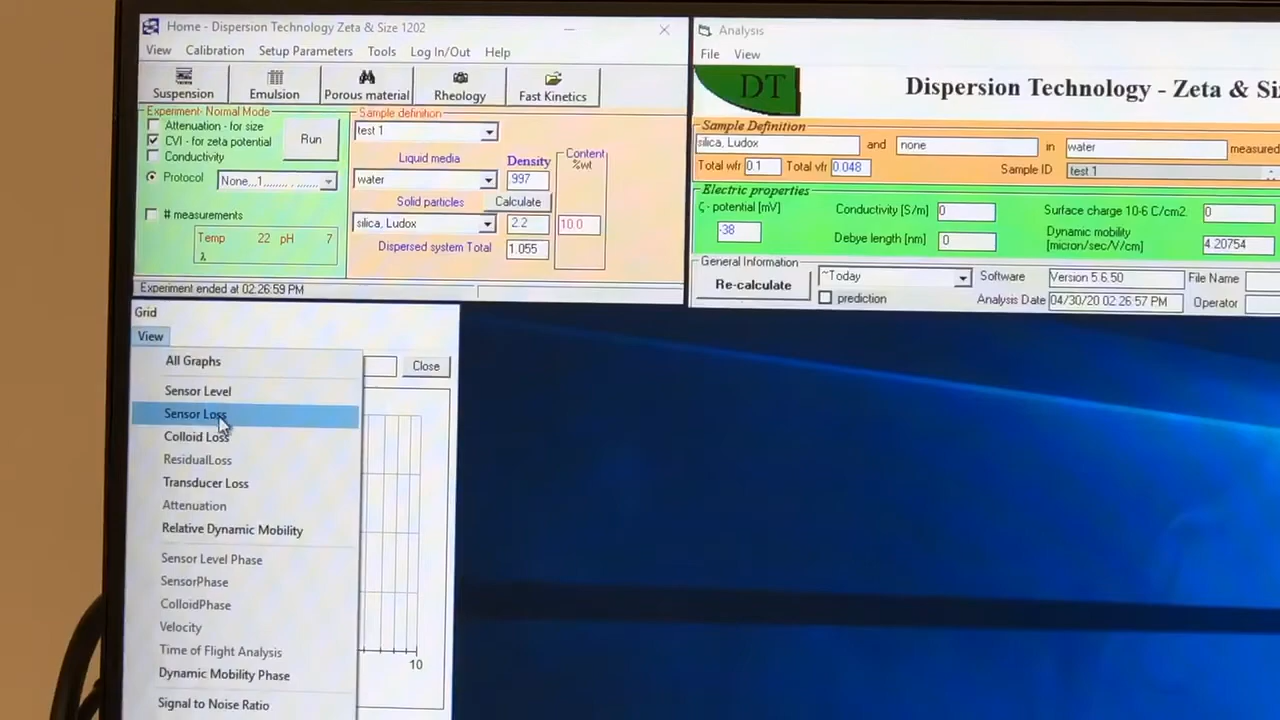 Home - Dispersion Technology Zeta & Size 1202
View Calibration Setup Parameters Tools Log In/Out Help
Suspension Emulsion Porous material Rheology Fast Kinetics
Experiment- Normal Mode
Attenuation - for size
CVI - for zeta potential
Conductivity
Run
Protocol
# measurements
Temp 22 pH 7
λ
Sample definition
test 1
Liquid media Density Content %wt
water 997
Solid particles Calculate
silica, Ludox 2.2 10.0
Dispersed system Total 1.055
Experiment ended at 02:26:59 PM
Analysis
File View
DT
Dispersion Technology - Zeta &
Sample Definition
silica, Ludox and none in water measured
Total wfr 0.1 Total vfr 0.048 Sample ID test 1
Electric properties
ζ - potential [mV] Conductivity [S/m] 0 Surface charge 10-6 C/cm2 0
-38 Debye length [nm] 0 Dynamic mobility [micron/sec/V/cm] 4.20754
General Information
Re-calculate ~Today Software Version 5.6.50 File Name
prediction Analysis Date 04/30/20 02:26:57 PM Operator
Grid
View
Close
All Graphs
Sensor Level
Sensor Loss
Colloid Loss
ResidualLoss
Transducer Loss
Attenuation
Relative Dynamic Mobility
Sensor Level Phase
SensorPhase
ColloidPhase
Velocity
Time of Flight Analysis
Dynamic Mobility Phase
Signal to Noise Ratio
10